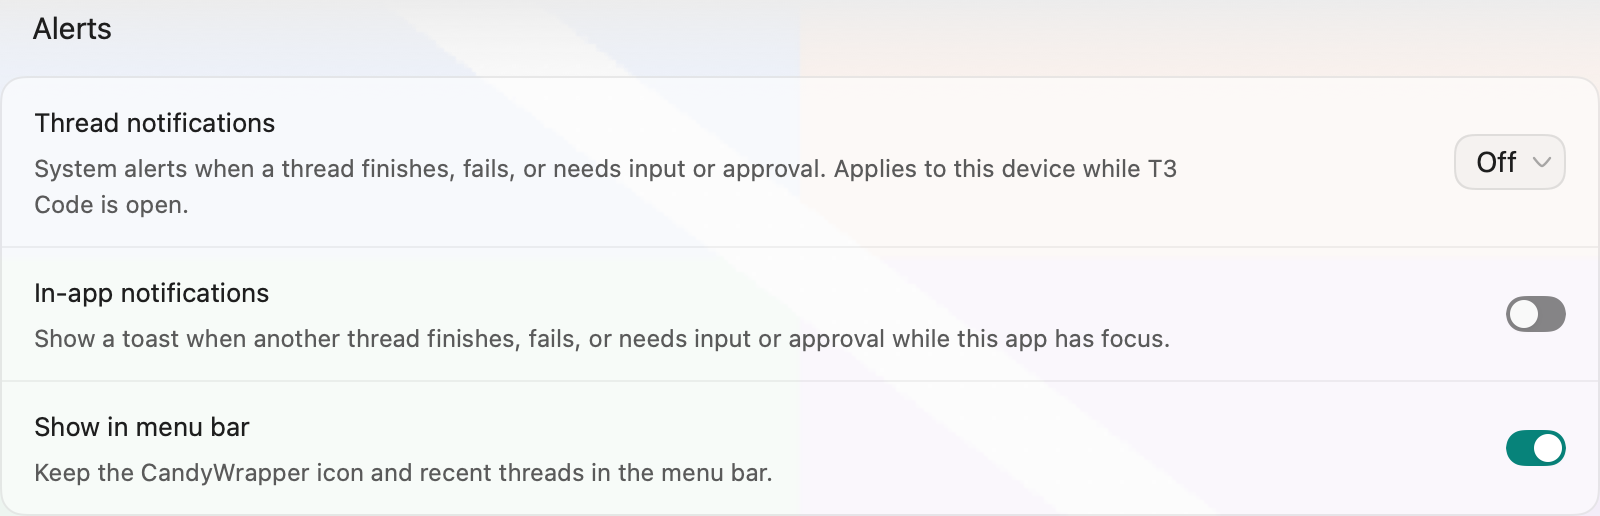 Alerts
Thread notifications
System alerts when a thread finishes, fails, or needs input or approval. Applies to this device while T3
Code is open.
Off
In-app notifications
Show a toast when another thread finishes, fails, or needs input or approval while this app has focus.
Show in menu bar
Keep the CandyWrapper icon and recent threads in the menu bar.